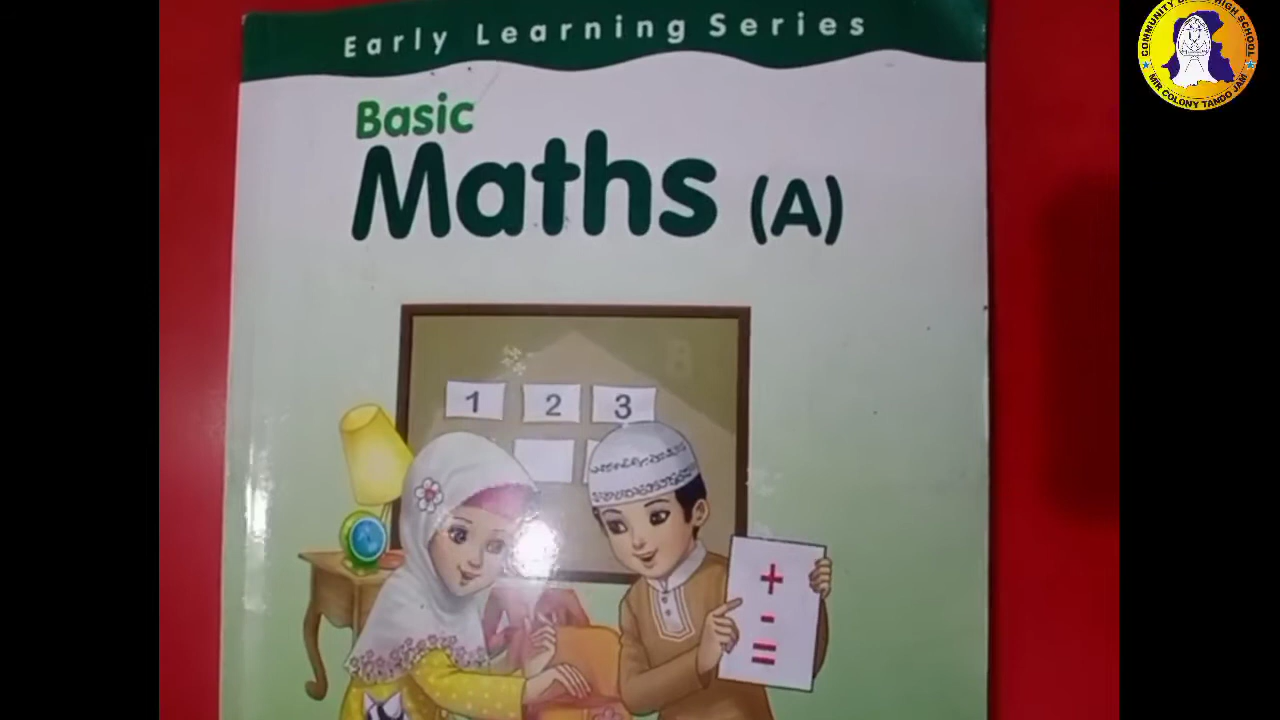 Early Learning Series
Basic
Maths (A)
1 2 3
+
-
=
HIGH SCHOOL
COMMUNITY
MIR COLONY TANDO JAM